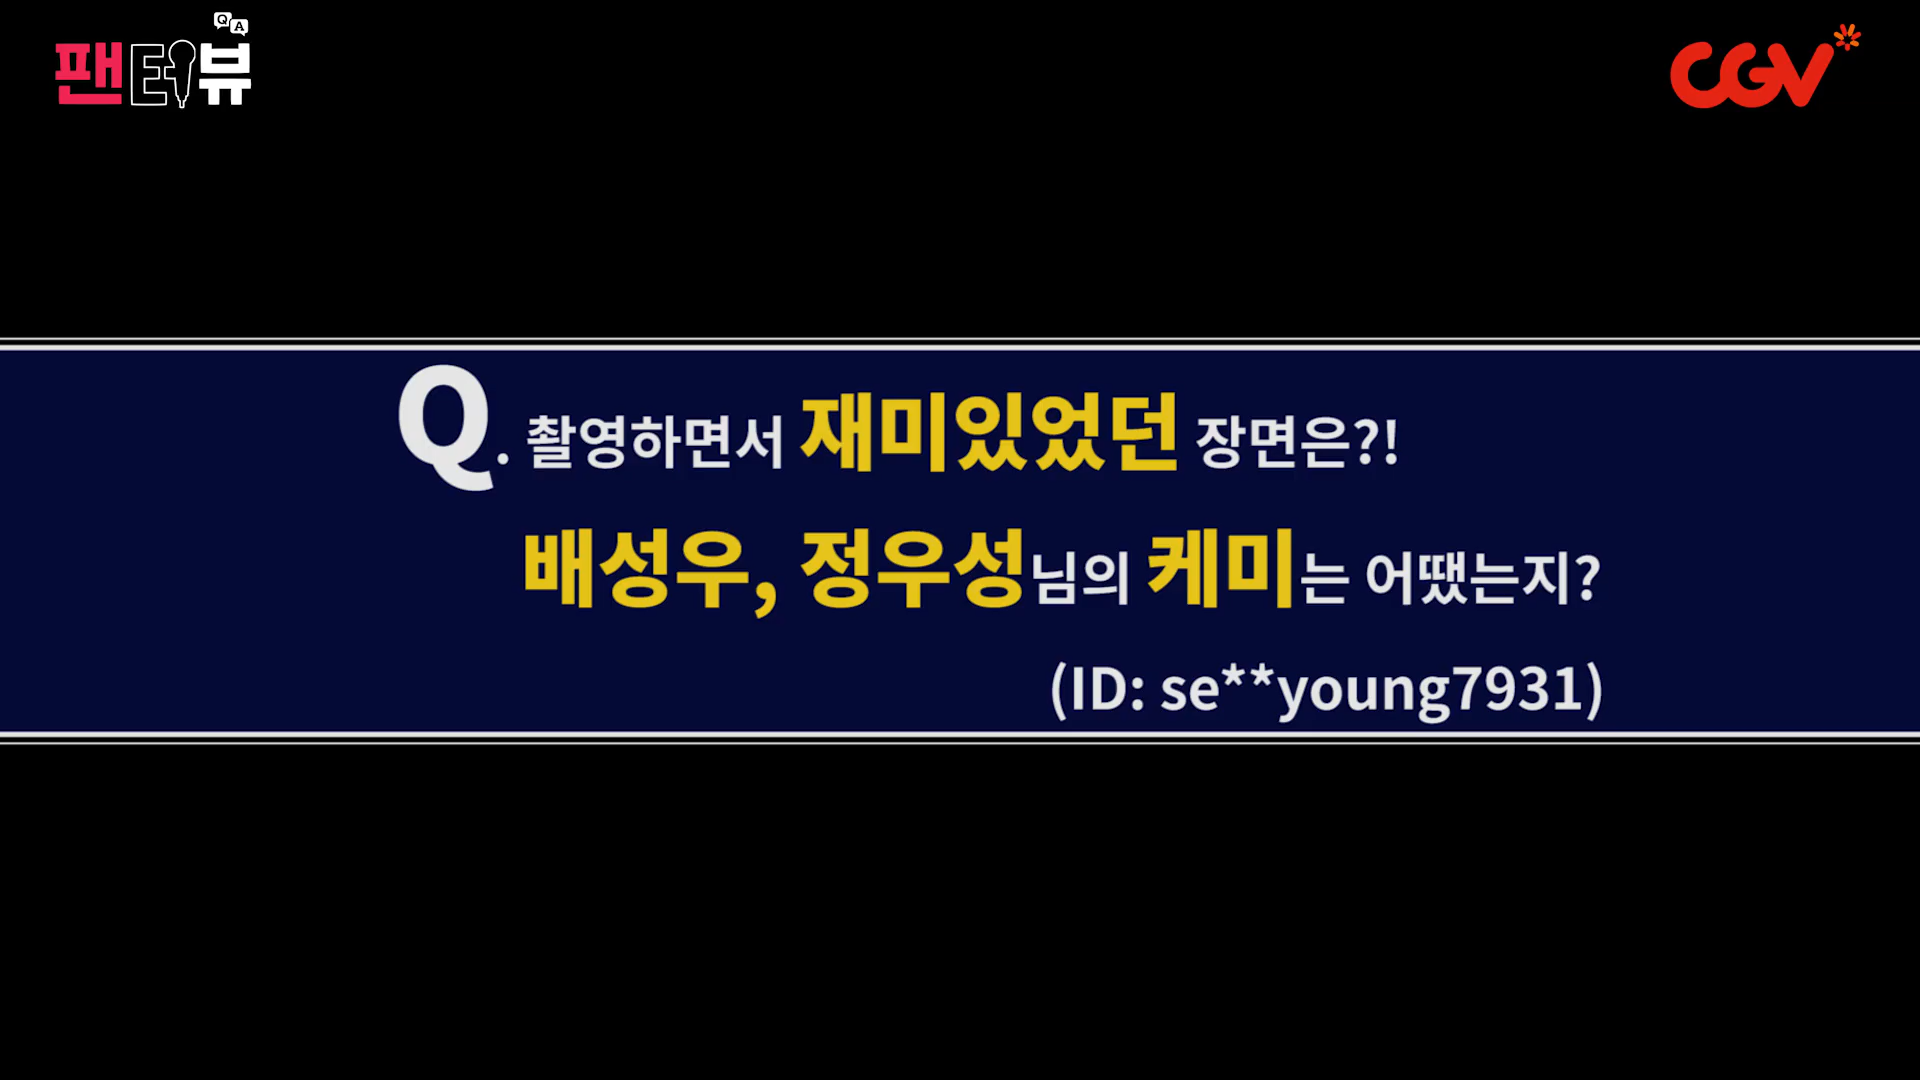 Q A
팬터뷰
CGV
Q. 촬영하면서 재미있었던 장면은?!
배성우, 정우성님의 케미는 어땠는지?
(ID: se**young7931)